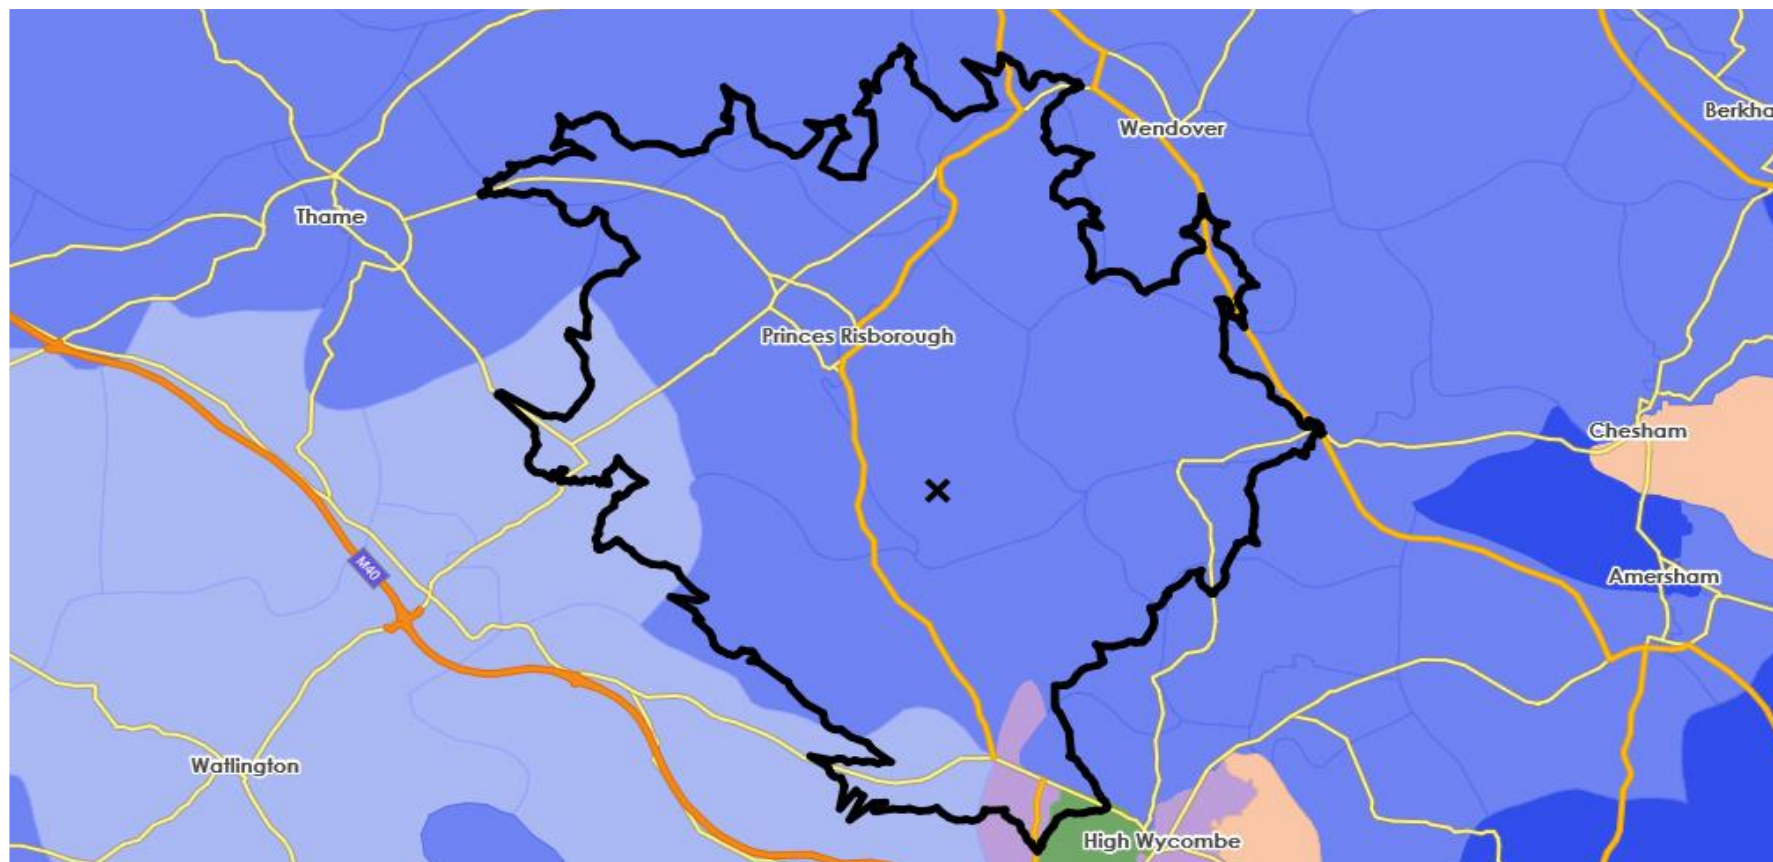 Berkha
Wendover
Thame
Princes Risborough
Chesham
M40
Amersham
Watlington
High Wycombe